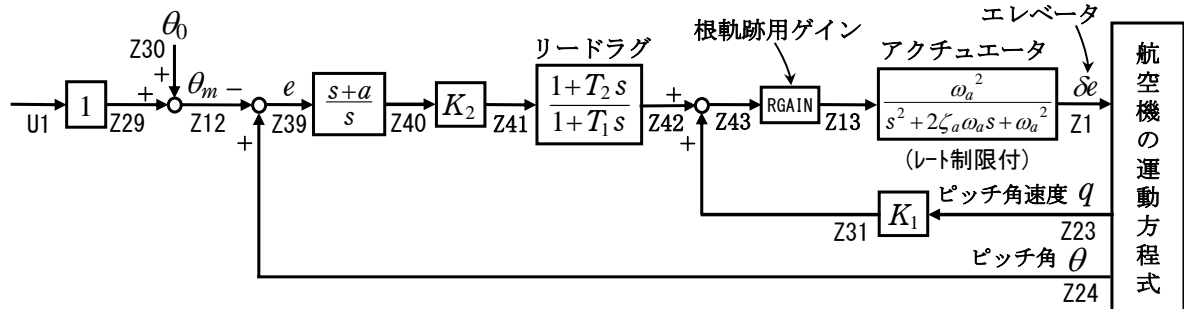 エレベータ
根軌跡用ゲイン
θ₀
Z30
リードラグ
アクチュエータ
航空機の運動方程式
+
1
+
θₘ
−
e
(s+a)/s
K₂
(1+T₂s)/(1+T₁s)
+
RGAIN
ωₐ²/(s²+2ζₐωₐs+ωₐ²)
δe
U1
Z29
Z12
+
Z39
Z40
Z41
Z42
+
Z43
Z13
Z1
(レート制限付)
ピッチ角速度 q
K₁
Z31
Z23
ピッチ角 θ
Z24